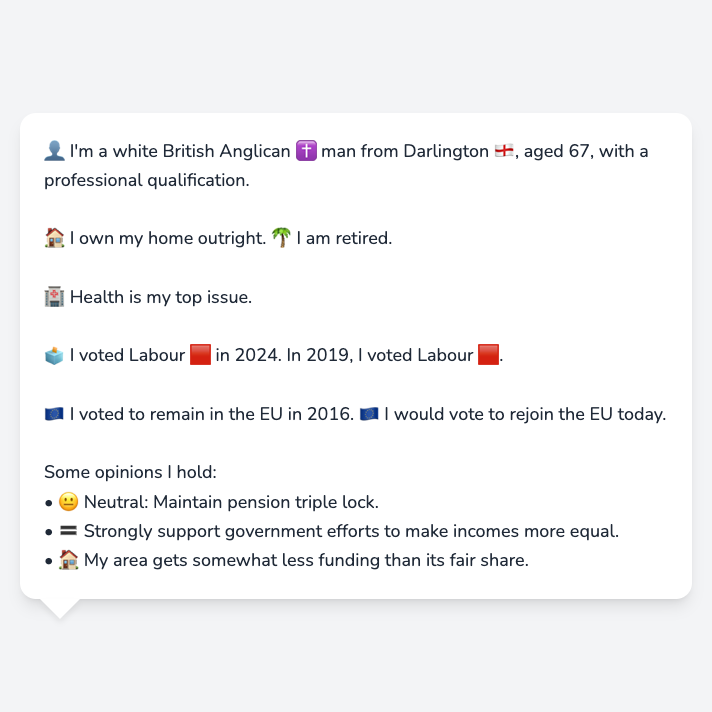 👤 I'm a white British Anglican ✝️ man from Darlington 🏴󠁧󠁢󠁥󠁮󠁧󠁿, aged 67, with a
professional qualification.
🏠 I own my home outright. 🌴 I am retired.
🏥 Health is my top issue.
🗳️ I voted Labour 🟥 in 2024. In 2019, I voted Labour 🟥.
🇪🇺 I voted to remain in the EU in 2016. 🇪🇺 I would vote to rejoin the EU today.
Some opinions I hold:
• 😐 Neutral: Maintain pension triple lock.
• 🟰 Strongly support government efforts to make incomes more equal.
• 🏠 My area gets somewhat less funding than its fair share.